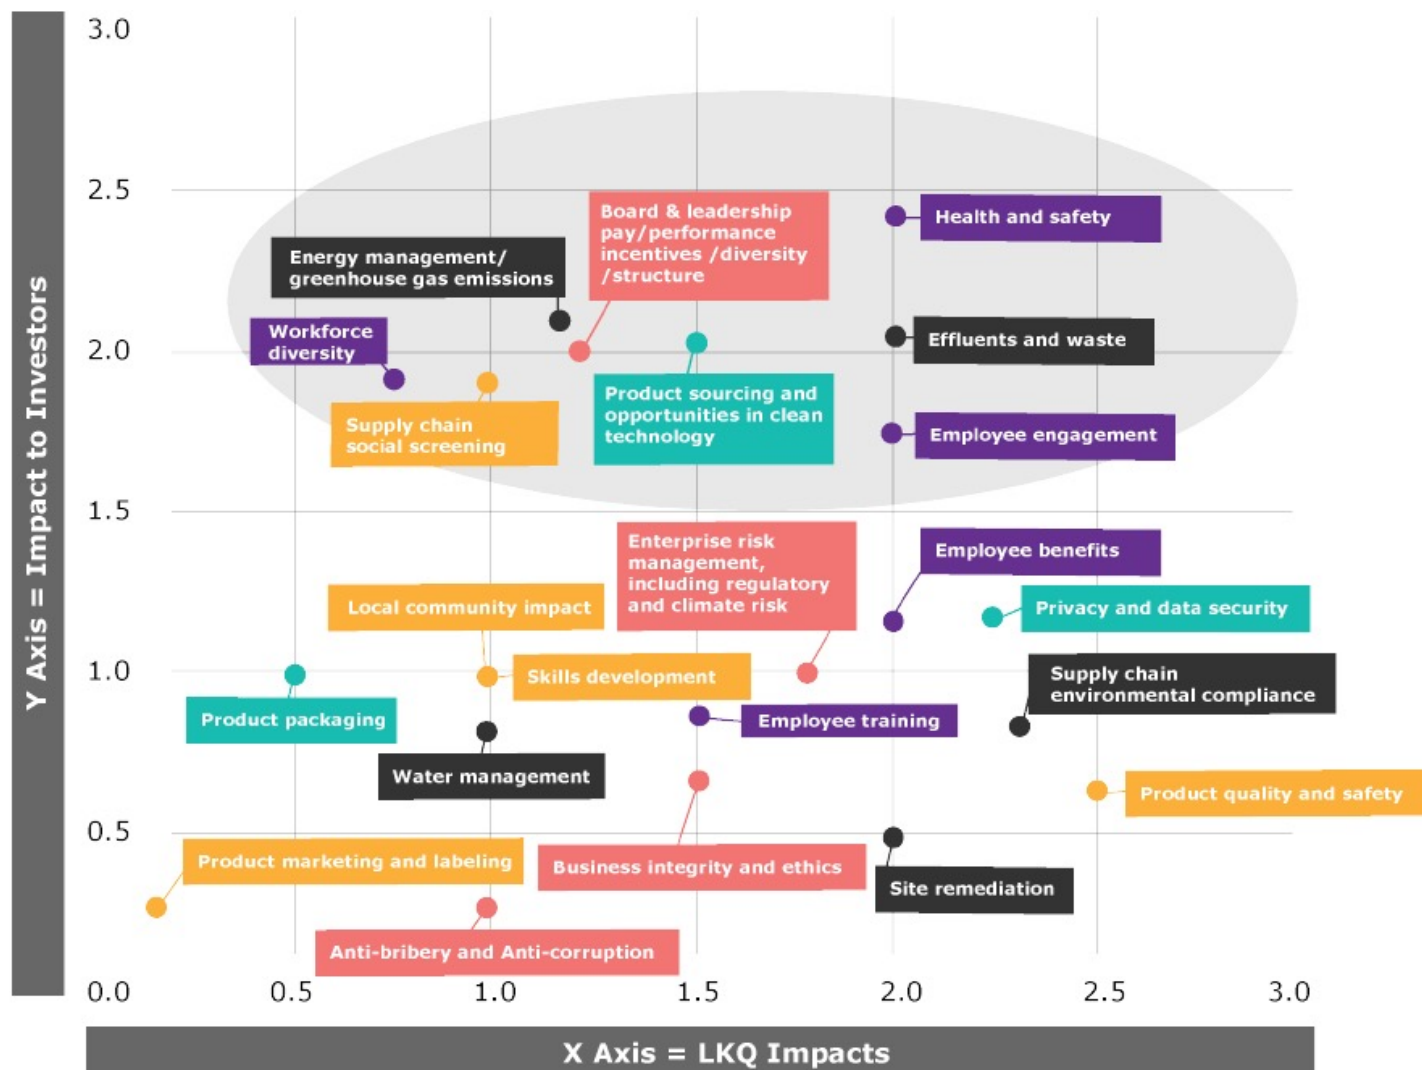 3.0
2.5
Board & leadership
pay/performance
incentives /diversity
/structure
Health and safety
Energy management/
greenhouse gas emissions
Workforce
diversity
2.0
Effluents and waste
Product sourcing and
opportunities in clean
technology
Supply chain
social screening
Employee engagement
1.5
Enterprise risk
management,
including regulatory
and climate risk
Employee benefits
Local community impact
Privacy and data security
1.0
Skills development
Supply chain
environmental compliance
Product packaging
Employee training
Water management
Product quality and safety
0.5
Product marketing and labeling
Business integrity and ethics
Site remediation
Anti-bribery and Anti-corruption
0.0
0.5
1.0
1.5
2.0
2.5
3.0
Y Axis = Impact to Investors
X Axis = LKQ Impacts